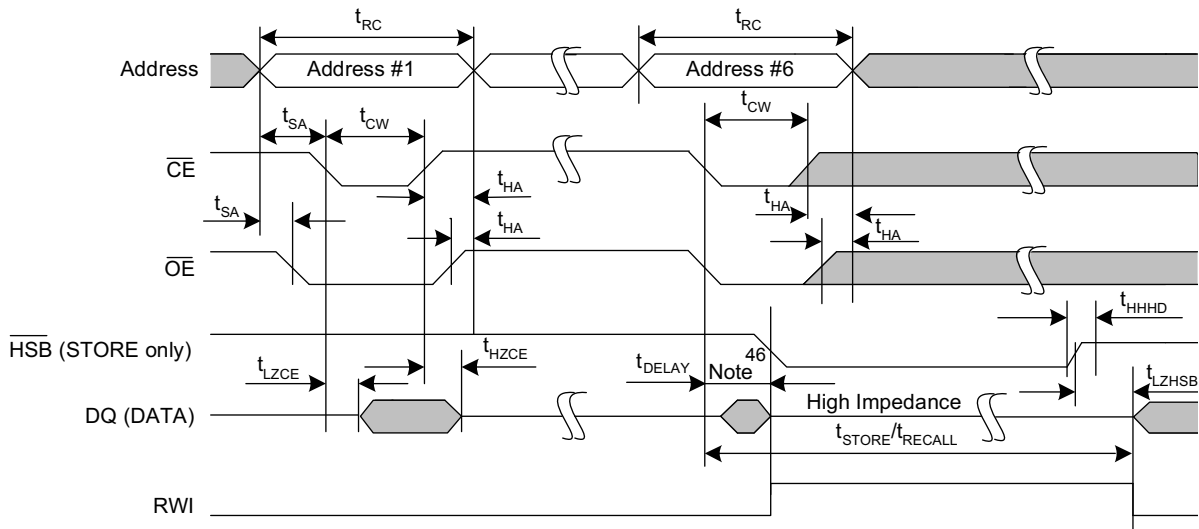 tRC tRC
Address Address #1 Address #6
tSA tCW tCW
CE
tSA tHA tHA
tHA tHA
OE
tHHHD
HSB (STORE only)
tLZCE tHZCE tDELAY Note 46 tLZHSB
DQ (DATA) High Impedance
tSTORE/tRECALL
RWI